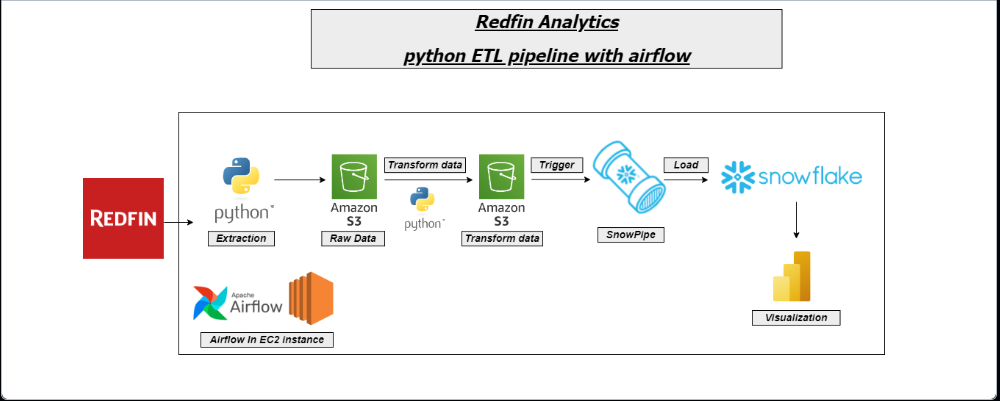 Redfin Analytics
python ETL pipeline with airflow
REDFIN
python
Extraction
Amazon
S3
Raw Data
Transform data
python
Amazon
S3
Transform data
Trigger
SnowPipe
Load
snowflake
Visualization
Apache
Airflow
Airflow In EC2 instance